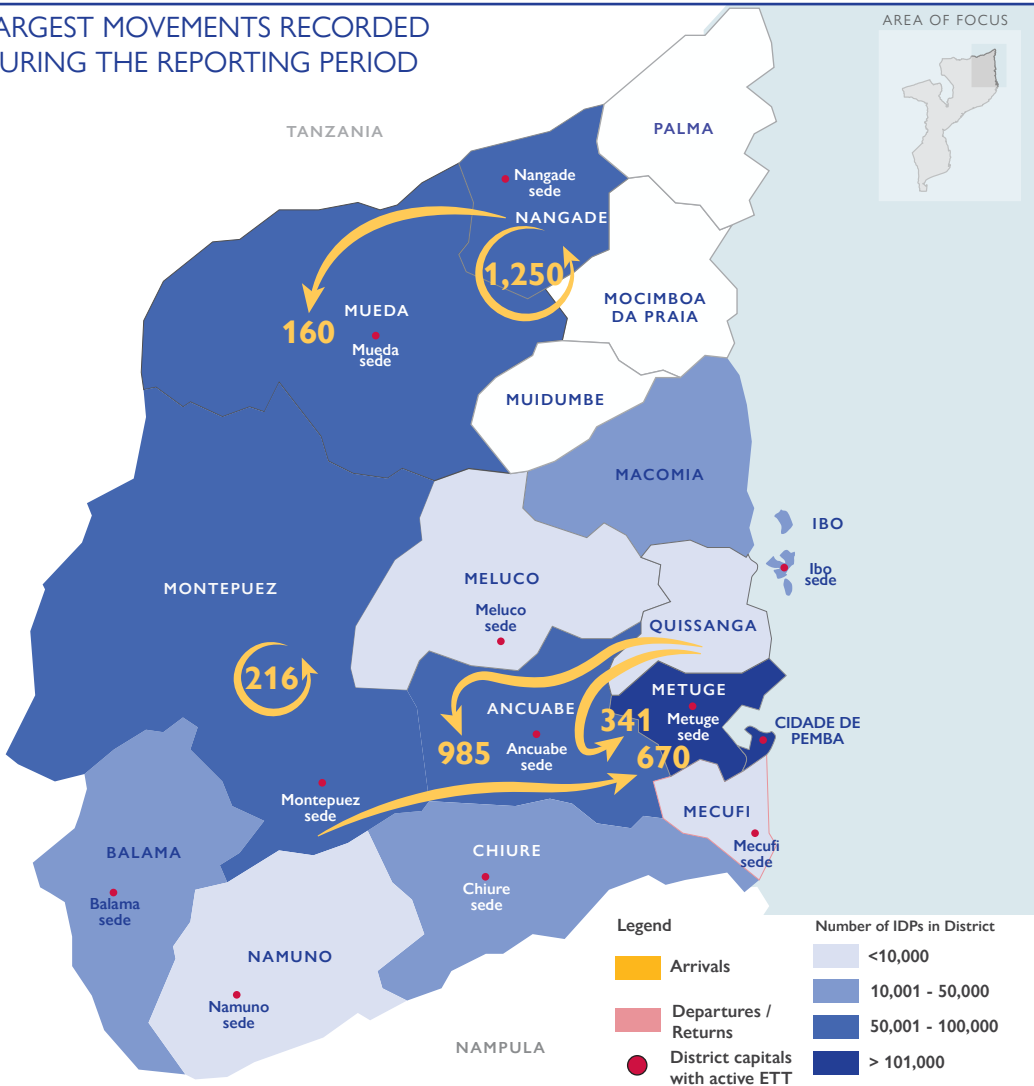 ARGEST MOVEMENTS RECORDED
URING THE REPORTING PERIOD
AREA OF FOCUS
TANZANIA
PALMA
Nangade
sede
NANGADE
1,250
MOCIMBOA
DA PRAIA
MUEDA
160
Mueda
sede
MUIDUMBE
MACOMIA
IBO
Ibo
sede
MELUCO
MONTEPUEZ
Meluco
sede
QUISSANGA
216
METUGE
ANCUABE
341
Metuge
sede
CIDADE DE
PEMBA
985
Ancuabe
sede
670
Montepuez
sede
MECUFI
Mecufi
sede
BALAMA
CHIURE
Balama
sede
Chiure
sede
NAMUNO
Namuno
sede
NAMPULA
Legend
Arrivals
Departures /
Returns
District capitals
with active ETT
Number of IDPs in District
<10,000
10,001 - 50,000
50,001 - 100,000
> 101,000